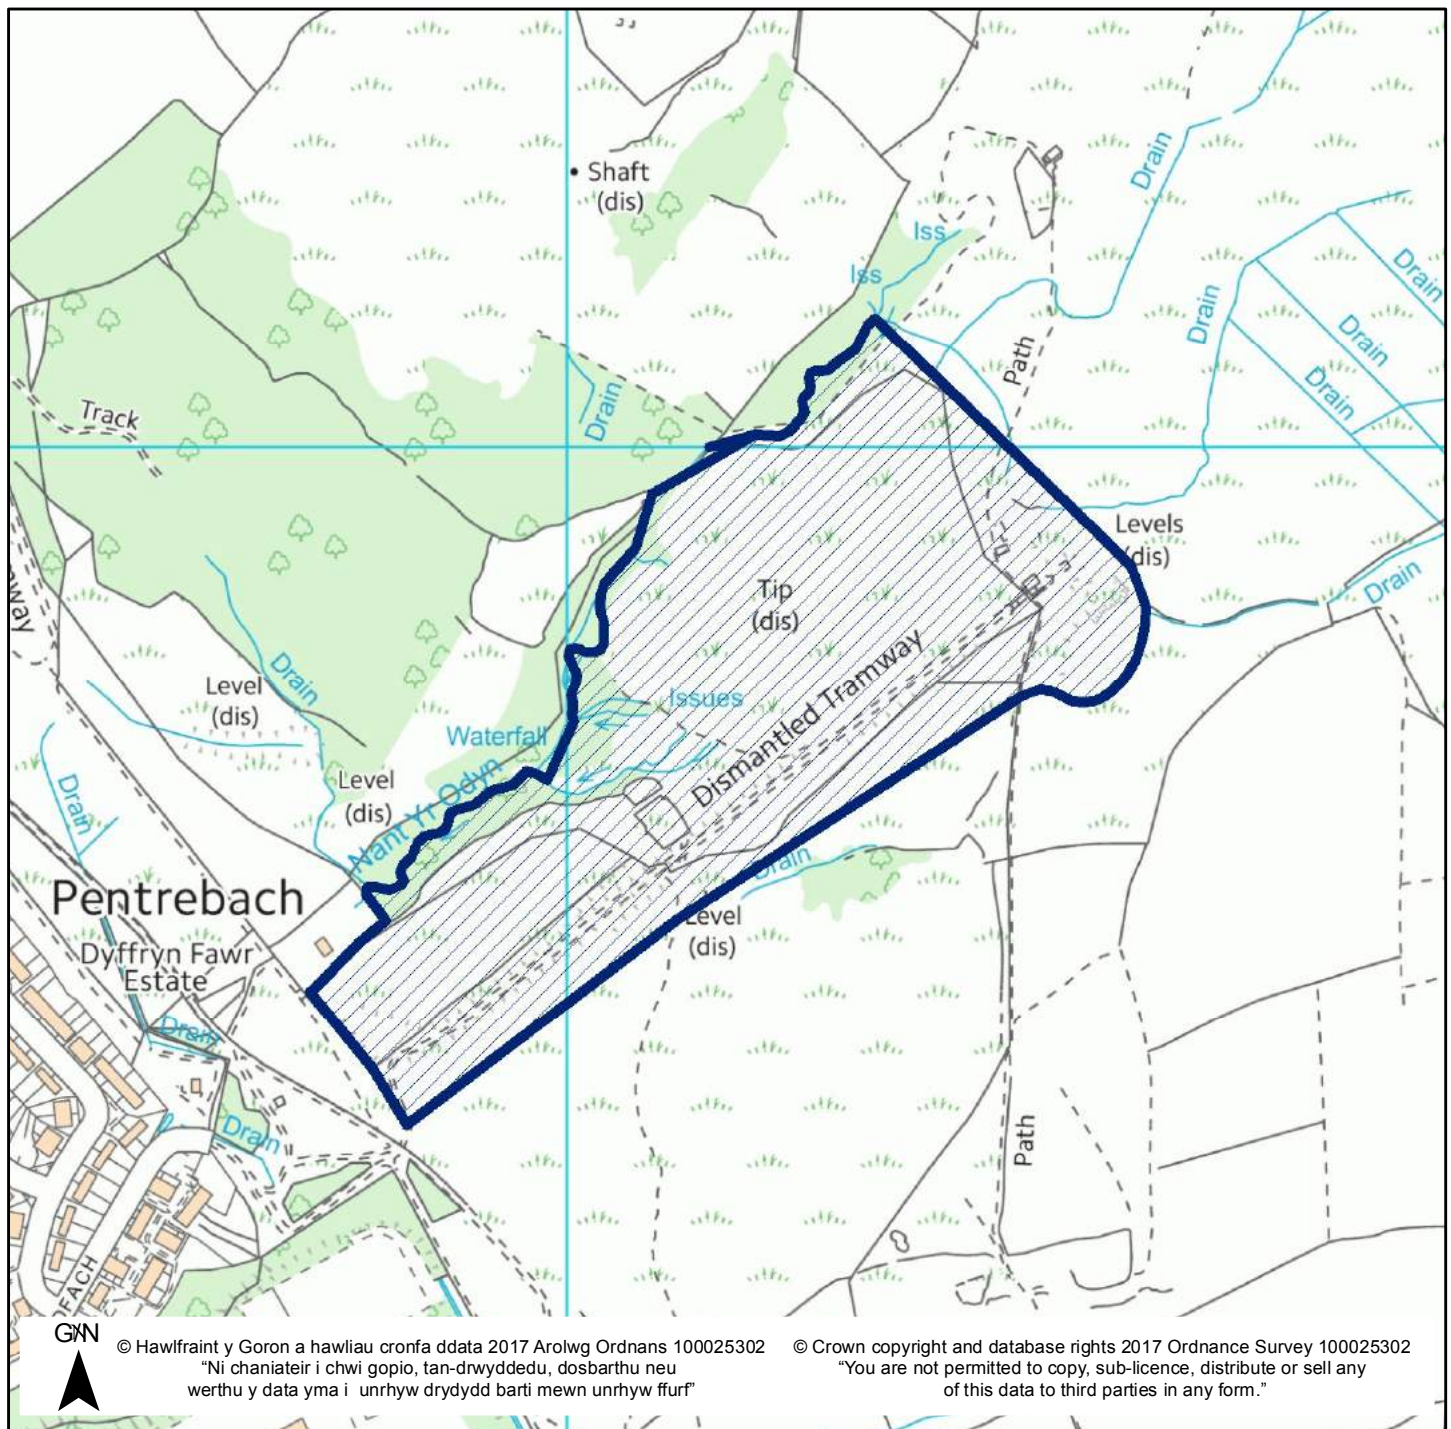 Shaft
(dis)
Drain
Iss
Iss
Drain
Drain
Drain
Drain
Path
Drain
Track
Drain
Levels
(dis)
Tip
(dis)
Drain
way
Dismantled Tramway
Level
(dis)
Drain
Issues
Waterfall
Level
(dis)
Nant Yr Odyn
Drain
Drain
Pentrebach
Level
(dis)
Dyffryn Fawr
Estate
Drain
Drain
Path
OFACH
G/N
© Hawlfraint y Goron a hawliau cronfa ddata 2017 Arolwg Ordnans 100025302
“Ni chaniateir i chwi gopio, tan-drwyddedu, dosbarthu neu
werthu y data yma i unrhyw drydydd barti mewn unrhyw ffurf”
© Crown copyright and database rights 2017 Ordnance Survey 100025302
“You are not permitted to copy, sub-licence, distribute or sell any
of this data to third parties in any form.”